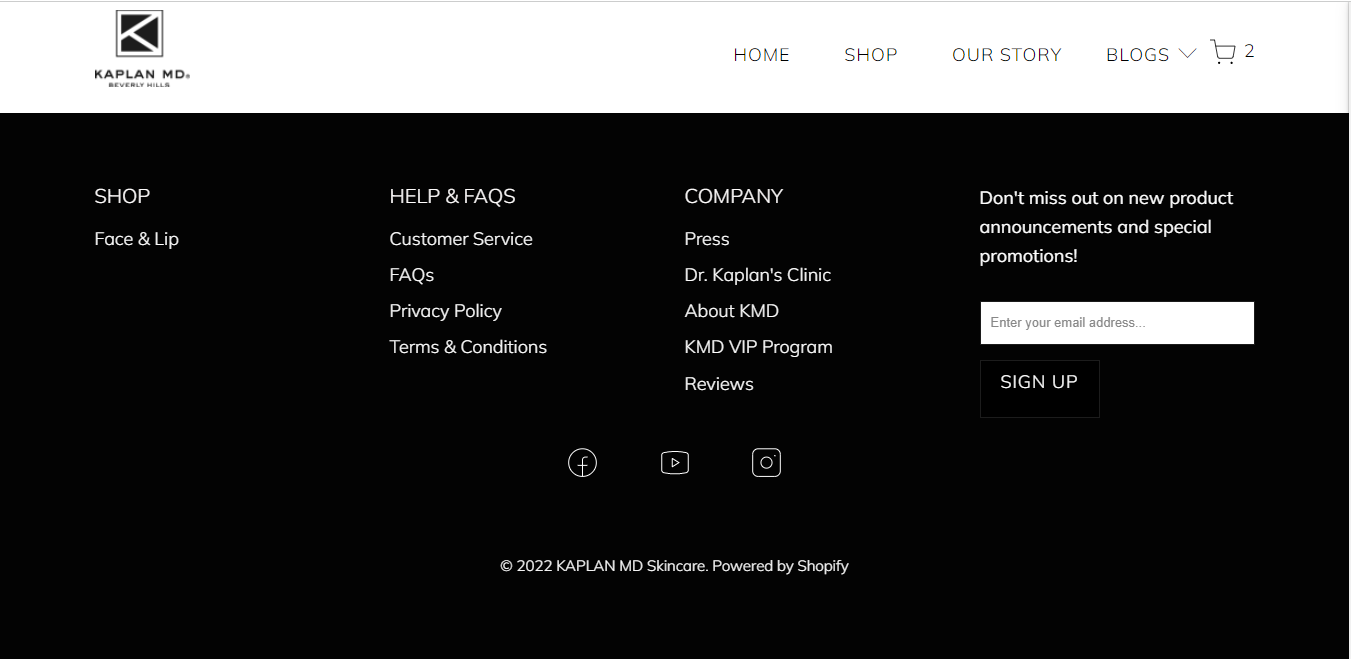 KAPLAN MD®
BEVERLY HILLS
HOME
SHOP
OUR STORY
BLOGS
2
SHOP
Face & Lip
HELP & FAQS
Customer Service
FAQs
Privacy Policy
Terms & Conditions
COMPANY
Press
Dr. Kaplan's Clinic
About KMD
KMD VIP Program
Reviews
Don't miss out on new product
announcements and special
promotions!
Enter your email address...
SIGN UP
© 2022 KAPLAN MD Skincare. Powered by Shopify